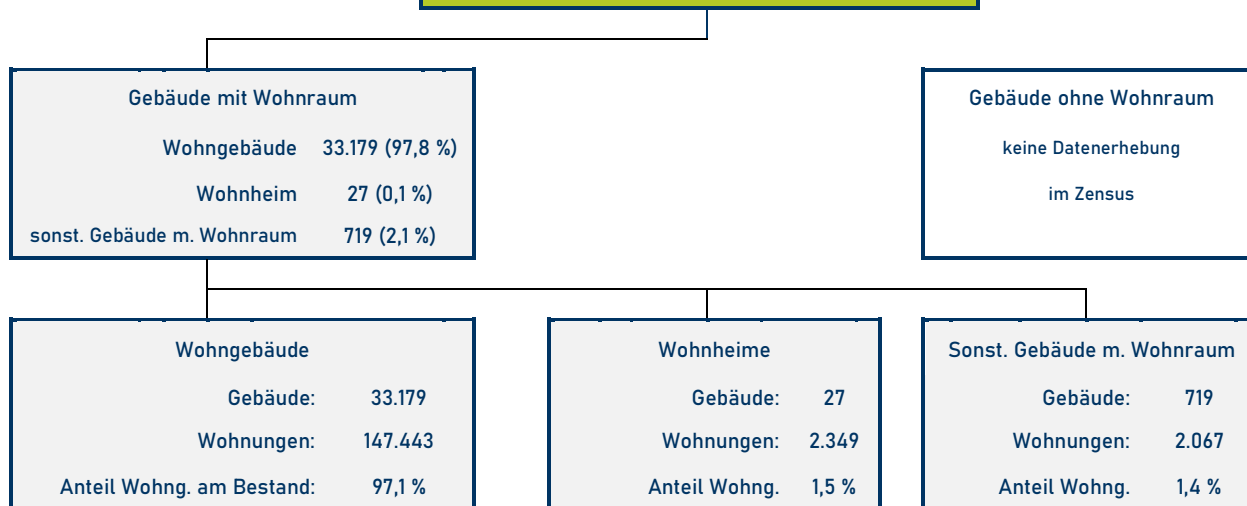 Gebäude mit Wohnraum
Wohngebäude 33.179 (97,8 %)
Wohnheim 27 (0,1 %)
sonst. Gebäude m. Wohnraum 719 (2,1 %)
Gebäude ohne Wohnraum
keine Datenerhebung
im Zensus
Wohngebäude
Gebäude: 33.179
Wohnungen: 147.443
Anteil Wohng. am Bestand: 97,1 %
Wohnheime
Gebäude: 27
Wohnungen: 2.349
Anteil Wohng. 1,5 %
Sonst. Gebäude m. Wohnraum
Gebäude: 719
Wohnungen: 2.067
Anteil Wohng. 1,4 %